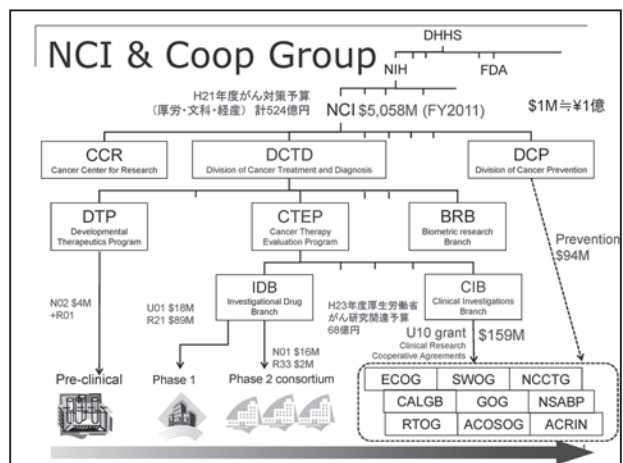 NCI & Coop Group
DHHS
NIH
FDA
H21年度がん対策予算
(厚労・文科・経産) 計524億円
NCI $5,058M (FY2011)
$1M≒¥1億
CCR
Cancer Center for Research
DCTD
Division of Cancer Treatment and Diagnosis
DCP
Division of Cancer Prevention
DTP
Developmental
Therapeutics Program
CTEP
Cancer Therapy
Evaluation Program
BRB
Biometric research
Branch
Prevention
$94M
IDB
Investigational Drug
Branch
CIB
Clinical Investigations
Branch
N02 $4M
+R01
U01 $18M
R21 $89M
H23年度厚生労働省
がん研究関連予算
68億円
N01 $16M
R33 $2M
U10 grant
Clinical Research
Cooperative Agreements
$159M
Pre-clinical
Phase 1
Phase 2 consortium
ECOG
SWOG
NCCTG
CALGB
GOG
NSABP
RTOG
ACOSOG
ACRIN